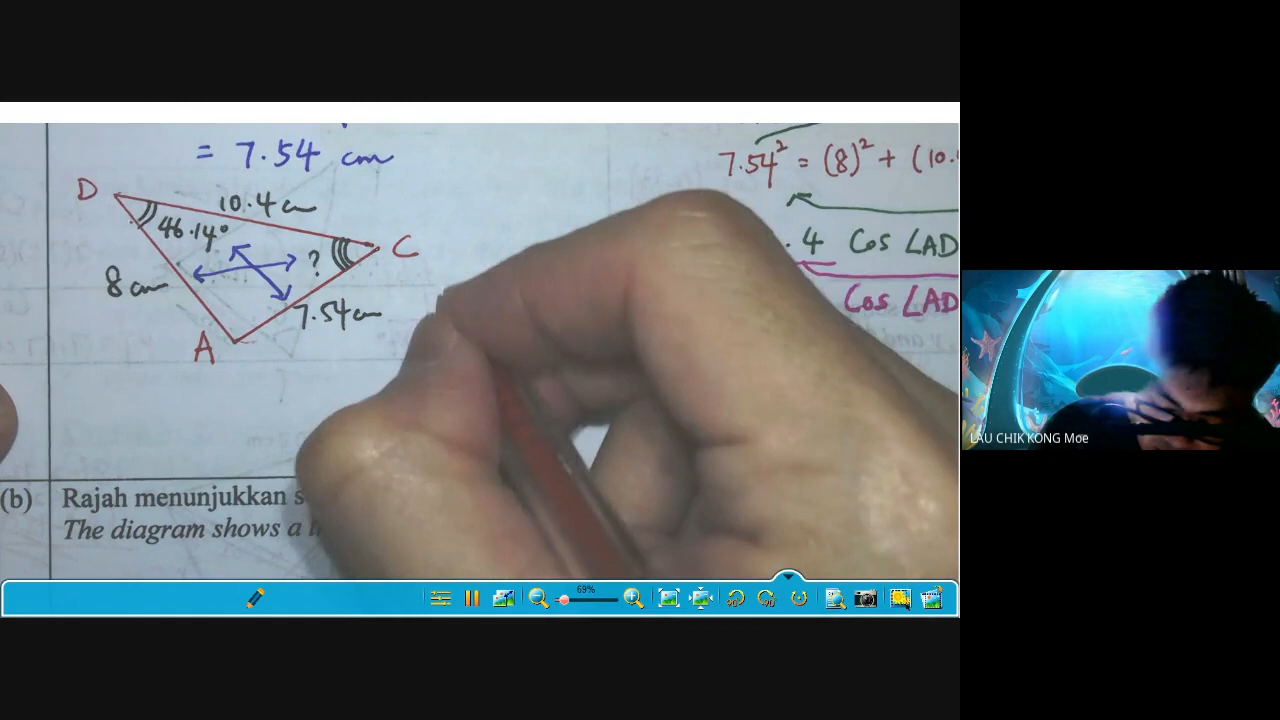 = 7.54 cm
7.54² = (8)² + (10.
D
10.4 cm
46.14°
C
?
8 cm
7.54 cm
A
.4 Cos ∠AD
Cos ∠AD
(b) Rajah menunjukkan s
The diagram shows a
69%
LAU CHIK KONG Moe